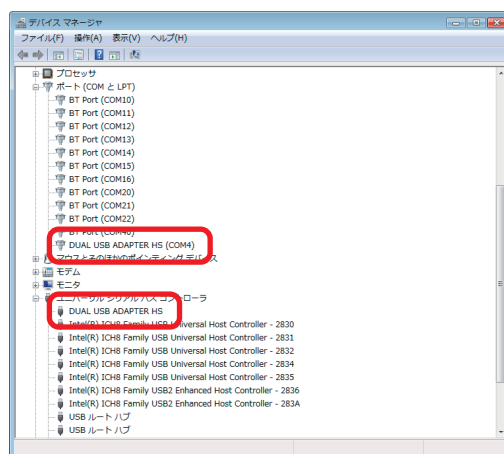 デバイス マネージャ
ファイル(F) 操作(A) 表示(V) ヘルプ(H)
プロセッサ
ポート (COM と LPT)
BT Port (COM10)
BT Port (COM11)
BT Port (COM12)
BT Port (COM13)
BT Port (COM14)
BT Port (COM15)
BT Port (COM16)
BT Port (COM20)
BT Port (COM21)
BT Port (COM22)
BT Port (COM40)
DUAL USB ADAPTER HS (COM4)
マウスとそのほかのポインティング デバイス
モデム
モニタ
ユニバーサル シリアル バス コントローラ
DUAL USB ADAPTER HS
Intel(R) ICH8 Family USB Universal Host Controller - 2830
Intel(R) ICH8 Family USB Universal Host Controller - 2831
Intel(R) ICH8 Family USB Universal Host Controller - 2832
Intel(R) ICH8 Family USB Universal Host Controller - 2834
Intel(R) ICH8 Family USB Universal Host Controller - 2835
Intel(R) ICH8 Family USB2 Enhanced Host Controller - 2836
Intel(R) ICH8 Family USB2 Enhanced Host Controller - 283A
USB ルート ハブ
USB ルート ハブ